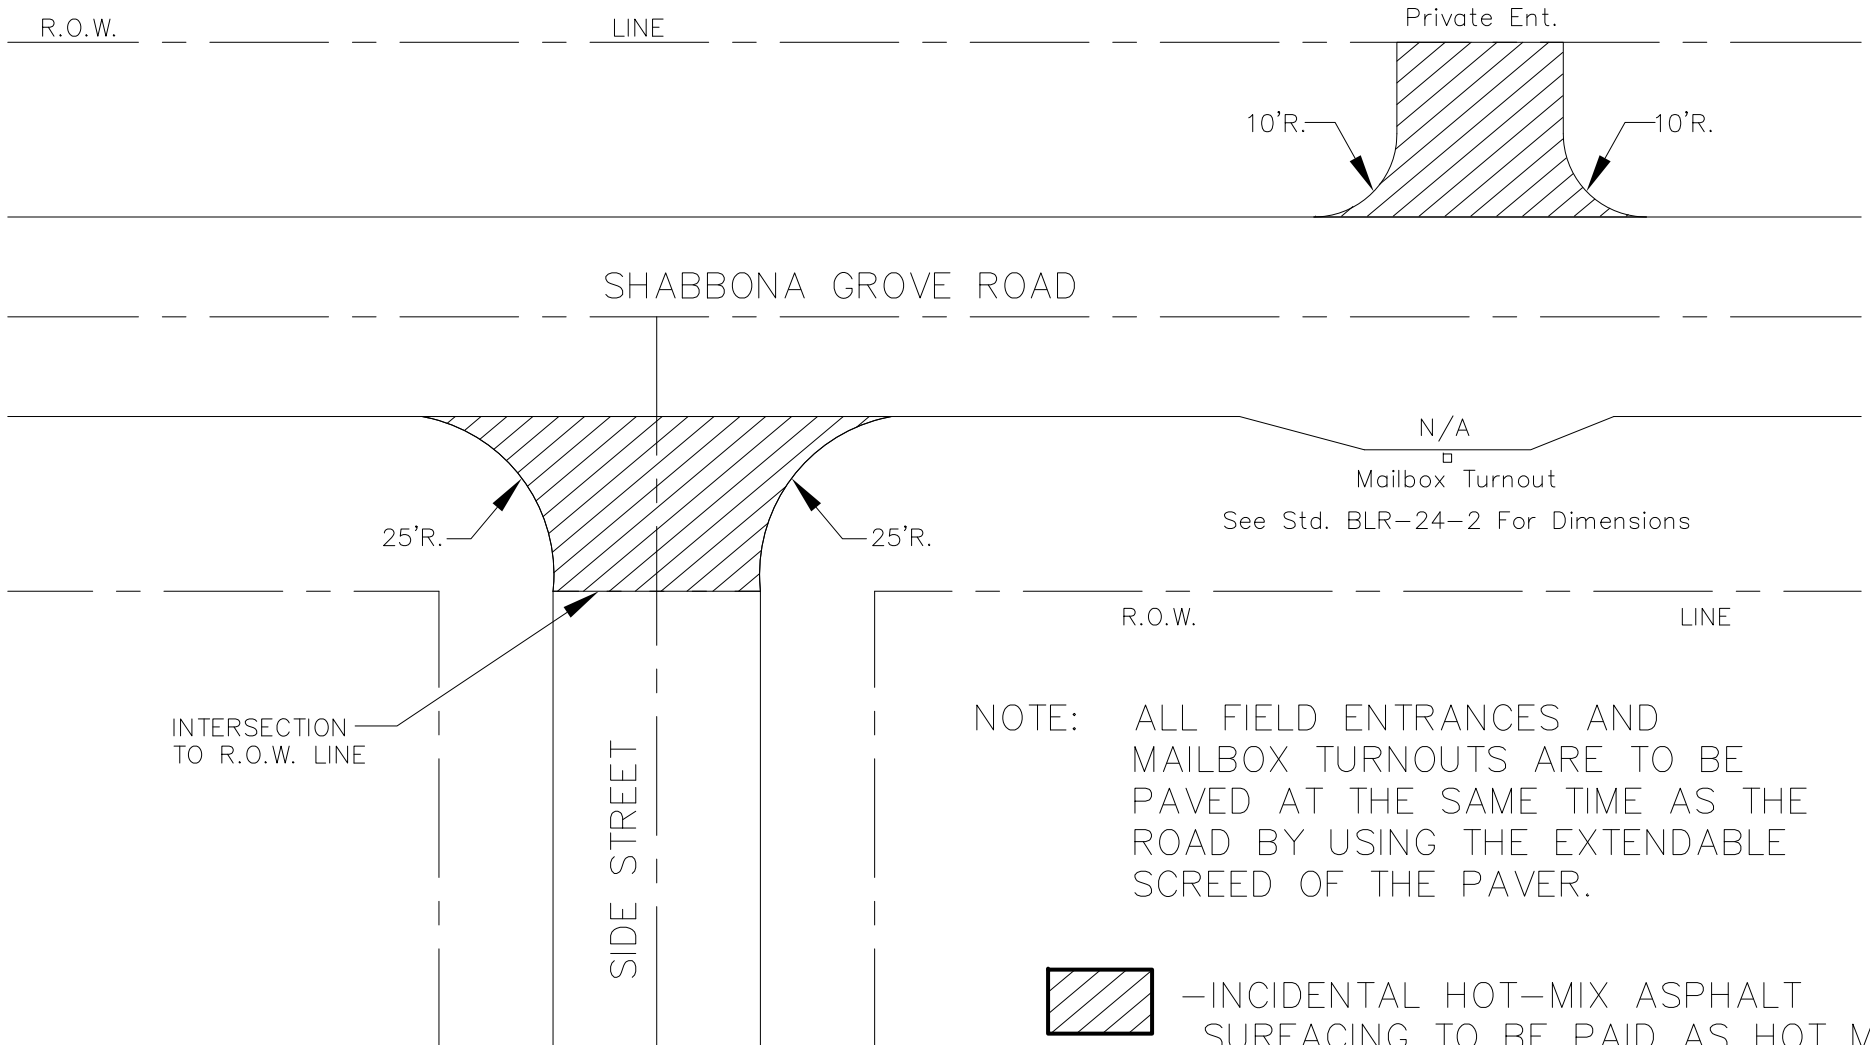 R.O.W. LINE
Private Ent.
10'R. 10'R.
SHABBONA GROVE ROAD
N/A
Mailbox Turnout
See Std. BLR-24-2 For Dimensions
25'R. 25'R.
R.O.W. LINE
INTERSECTION
TO R.O.W. LINE
SIDE STREET
NOTE: ALL FIELD ENTRANCES AND
MAILBOX TURNOUTS ARE TO BE
PAVED AT THE SAME TIME AS THE
ROAD BY USING THE EXTENDABLE
SCREED OF THE PAVER.
-INCIDENTAL HOT-MIX ASPHALT
SURFACING TO BE PAID AS HOT M